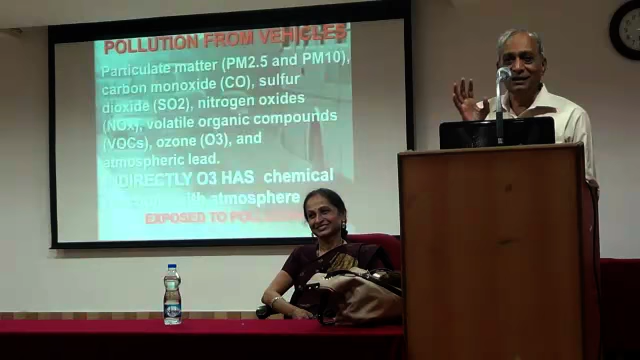 POLLUTION FROM VEHICLES
Particulate matter (PM2.5 and PM10),
carbon monoxide (CO), sulfur
dioxide (SO2), nitrogen oxides
(NOx), volatile organic compounds
(VOCs), ozone (O3), and
atmospheric lead.
DIRECTLY O3 HAS chemical
with atmosphere
EXPOSED TO